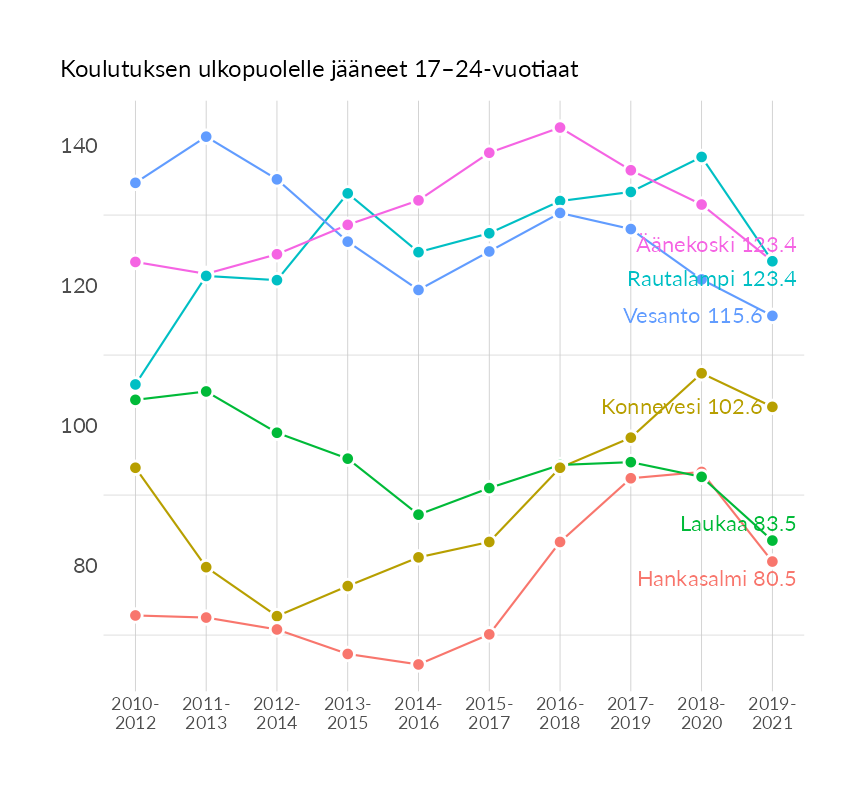 Koulutuksen ulkopuolelle jääneet 17–24-vuotiaat
140
120
100
80
Äänekoski 123.4
Rautalampi 123.4
Vesanto 115.6
Konnevesi 102.6
Laukaa 83.5
Hankasalmi 80.5
2010- 2011- 2012- 2013- 2014- 2015- 2016- 2017- 2018- 2019-
2012 2013 2014 2015 2016 2017 2018 2019 2020 2021